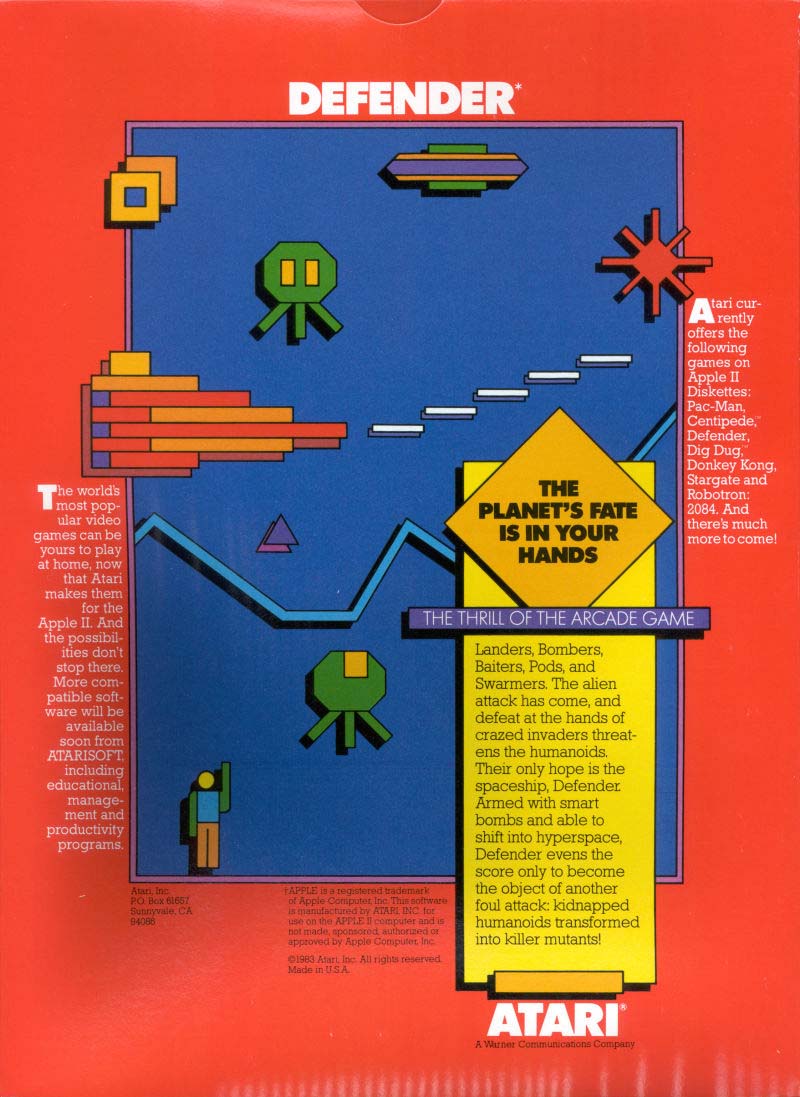 DEFENDER*
Atari cur-
rently
offers the
following
games on
Apple II
Diskettes:
Pac-Man,
Centipede,™
Defender,
Dig Dug,™
Donkey Kong,
Stargate and
Robotron:
2084. And
there's much
more to come!
The world's
most pop-
ular video
games can be
yours to play
at home, now
that Atari
makes them
for the
Apple II. And
the possibil-
ities don't
stop there.
More com-
patible soft-
ware will be
available
soon from
ATARISOFT,
including
educational,
manage-
ment and
productivity
programs.
THE
PLANET'S FATE
IS IN YOUR
HANDS
THE THRILL OF THE ARCADE GAME
Landers, Bombers,
Baiters, Pods, and
Swarmers. The alien
attack has come, and
defeat at the hands of
crazed invaders threat-
ens the humanoids.
Their only hope is the
spaceship, Defender.
Armed with smart
bombs and able to
shift into hyperspace,
Defender evens the
score only to become
the object of another
foul attack: kidnapped
humanoids transformed
into killer mutants!
Atari, Inc.
P.O. Box 61657
Sunnyvale, CA
94086
†APPLE is a registered trademark
of Apple Computer, Inc. This software
is manufactured by ATARI, INC. for
use on the APPLE II computer and is
not made, sponsored, authorized or
approved by Apple Computer, Inc.
©1983 Atari, Inc. All rights reserved.
Made in U.S.A.
ATARI®
A Warner Communications Company